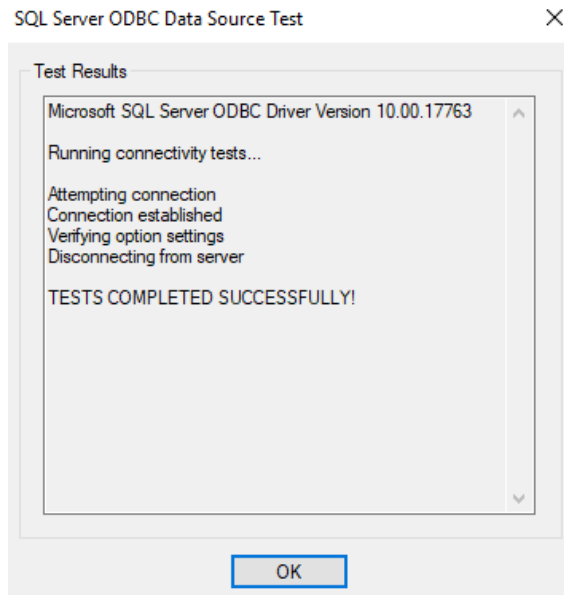 SQL Server ODBC Data Source Test
Test Results
Microsoft SQL Server ODBC Driver Version 10.00.17763
Running connectivity tests...
Attempting connection
Connection established
Verifying option settings
Disconnecting from server
TESTS COMPLETED SUCCESSFULLY!
OK